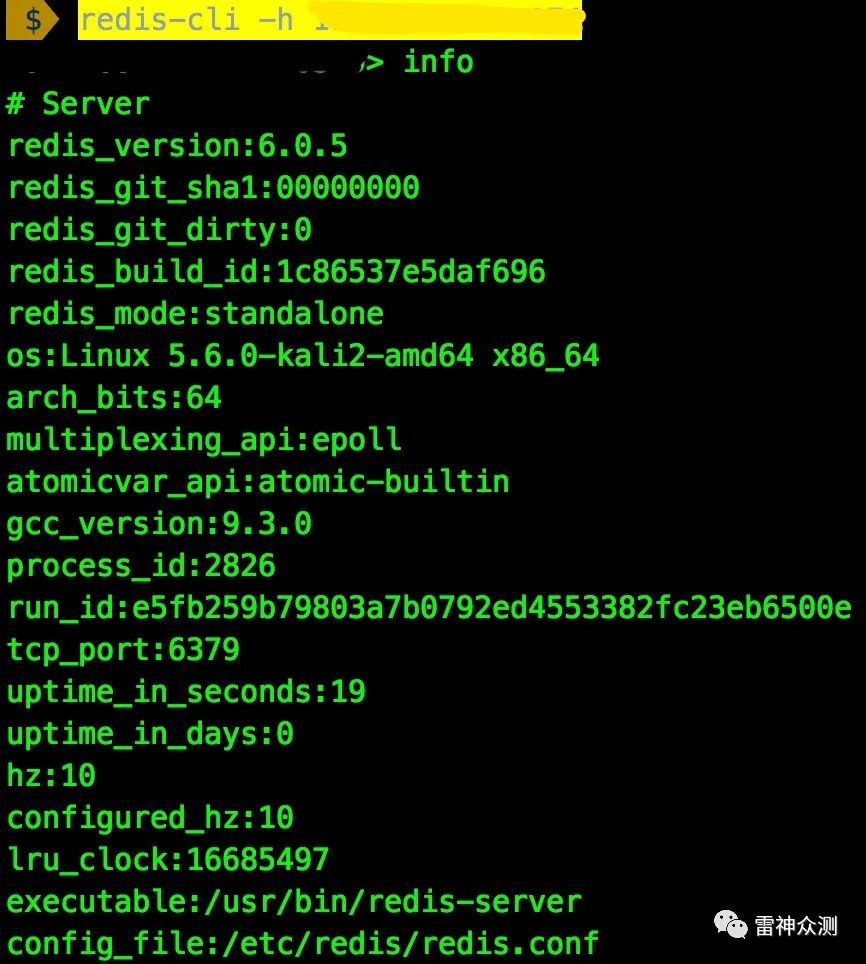 $ redis-cli -h
> info
# Server
redis_version:6.0.5
redis_git_sha1:00000000
redis_git_dirty:0
redis_build_id:1c86537e5daf696
redis_mode:standalone
os:Linux 5.6.0-kali2-amd64 x86_64
arch_bits:64
multiplexing_api:epoll
atomicvar_api:atomic-builtin
gcc_version:9.3.0
process_id:2826
run_id:e5fb259b79803a7b0792ed4553382fc23eb6500e
tcp_port:6379
uptime_in_seconds:19
uptime_in_days:0
hz:10
configured_hz:10
lru_clock:16685497
executable:/usr/bin/redis-server
config_file:/etc/redis/redis.conf
雷神众测